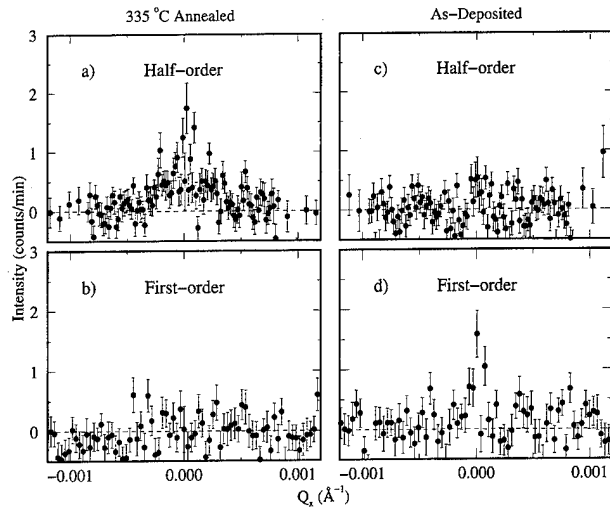 335 °C Annealed
As-Deposited
3
a)
Half-order
c)
Half-order
2
1
0
Intensity (counts/min)
3
b)
First-order
d)
First-order
2
1
0
-0.001
0.000
0.001
-0.001
0.000
0.001
Qx (Å⁻¹)